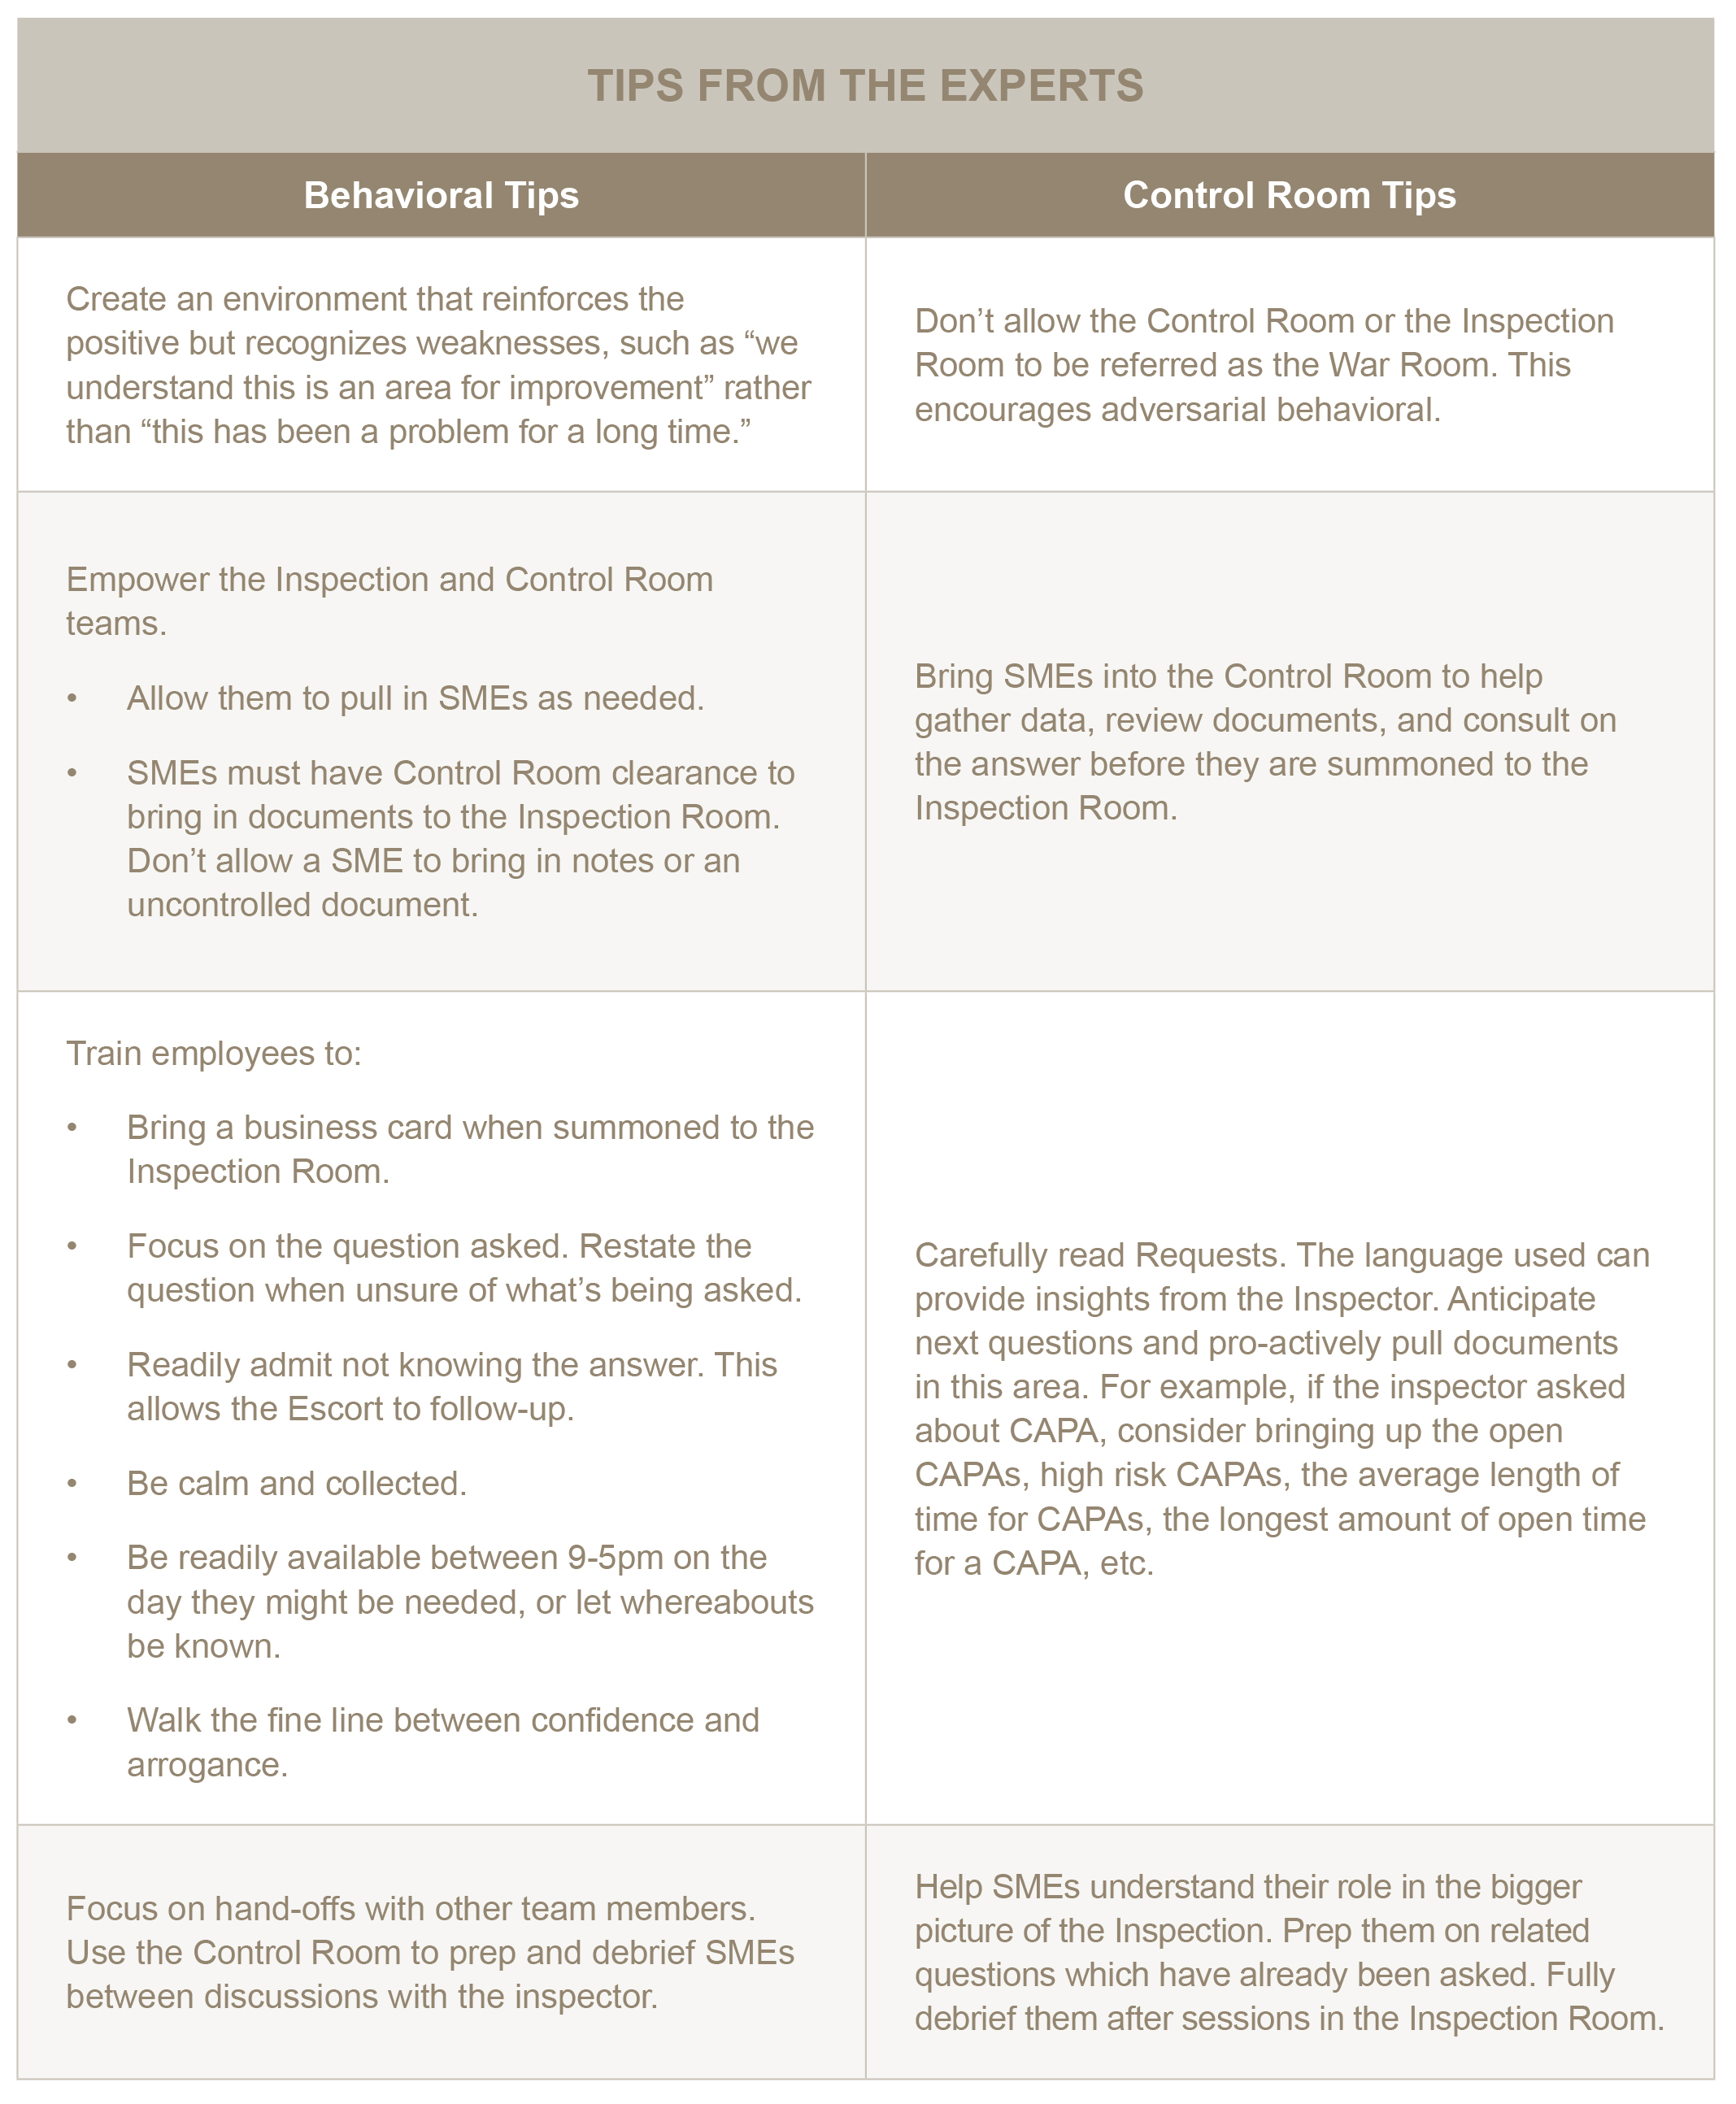 TIPS FROM THE EXPERTS
Behavioral Tips
Control Room Tips
Create an environment that reinforces the
positive but recognizes weaknesses, such as “we
understand this is an area for improvement” rather
than “this has been a problem for a long time.”
Don’t allow the Control Room or the Inspection
Room to be referred as the War Room. This
encourages adversarial behavioral.
Empower the Inspection and Control Room
teams.
• Allow them to pull in SMEs as needed.
• SMEs must have Control Room clearance to
bring in documents to the Inspection Room.
Don’t allow a SME to bring in notes or an
uncontrolled document.
Bring SMEs into the Control Room to help
gather data, review documents, and consult on
the answer before they are summoned to the
Inspection Room.
Train employees to:
• Bring a business card when summoned to the
Inspection Room.
• Focus on the question asked. Restate the
question when unsure of what’s being asked.
• Readily admit not knowing the answer. This
allows the Escort to follow-up.
• Be calm and collected.
• Be readily available between 9-5pm on the
day they might be needed, or let whereabouts
be known.
• Walk the fine line between confidence and
arrogance.
Carefully read Requests. The language used can
provide insights from the Inspector. Anticipate
next questions and pro-actively pull documents
in this area. For example, if the inspector asked
about CAPA, consider bringing up the open
CAPAs, high risk CAPAs, the average length of
time for CAPAs, the longest amount of open time
for a CAPA, etc.
Focus on hand-offs with other team members.
Use the Control Room to prep and debrief SMEs
between discussions with the inspector.
Help SMEs understand their role in the bigger
picture of the Inspection. Prep them on related
questions which have already been asked. Fully
debrief them after sessions in the Inspection Room.